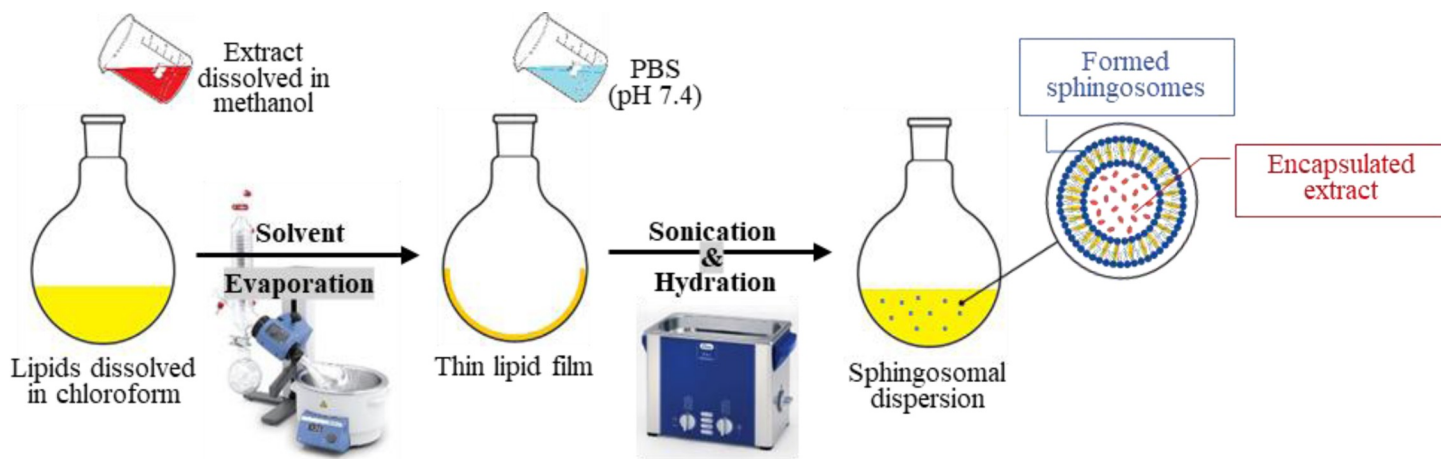 Extract
dissolved in
methanol
PBS
(pH 7.4)
Formed
sphingosomes
Encapsulated
extract
Solvent
Evaporation
Sonication
&
Hydration
Lipids dissolved
in chloroform
Thin lipid film
Sphingosomal
dispersion